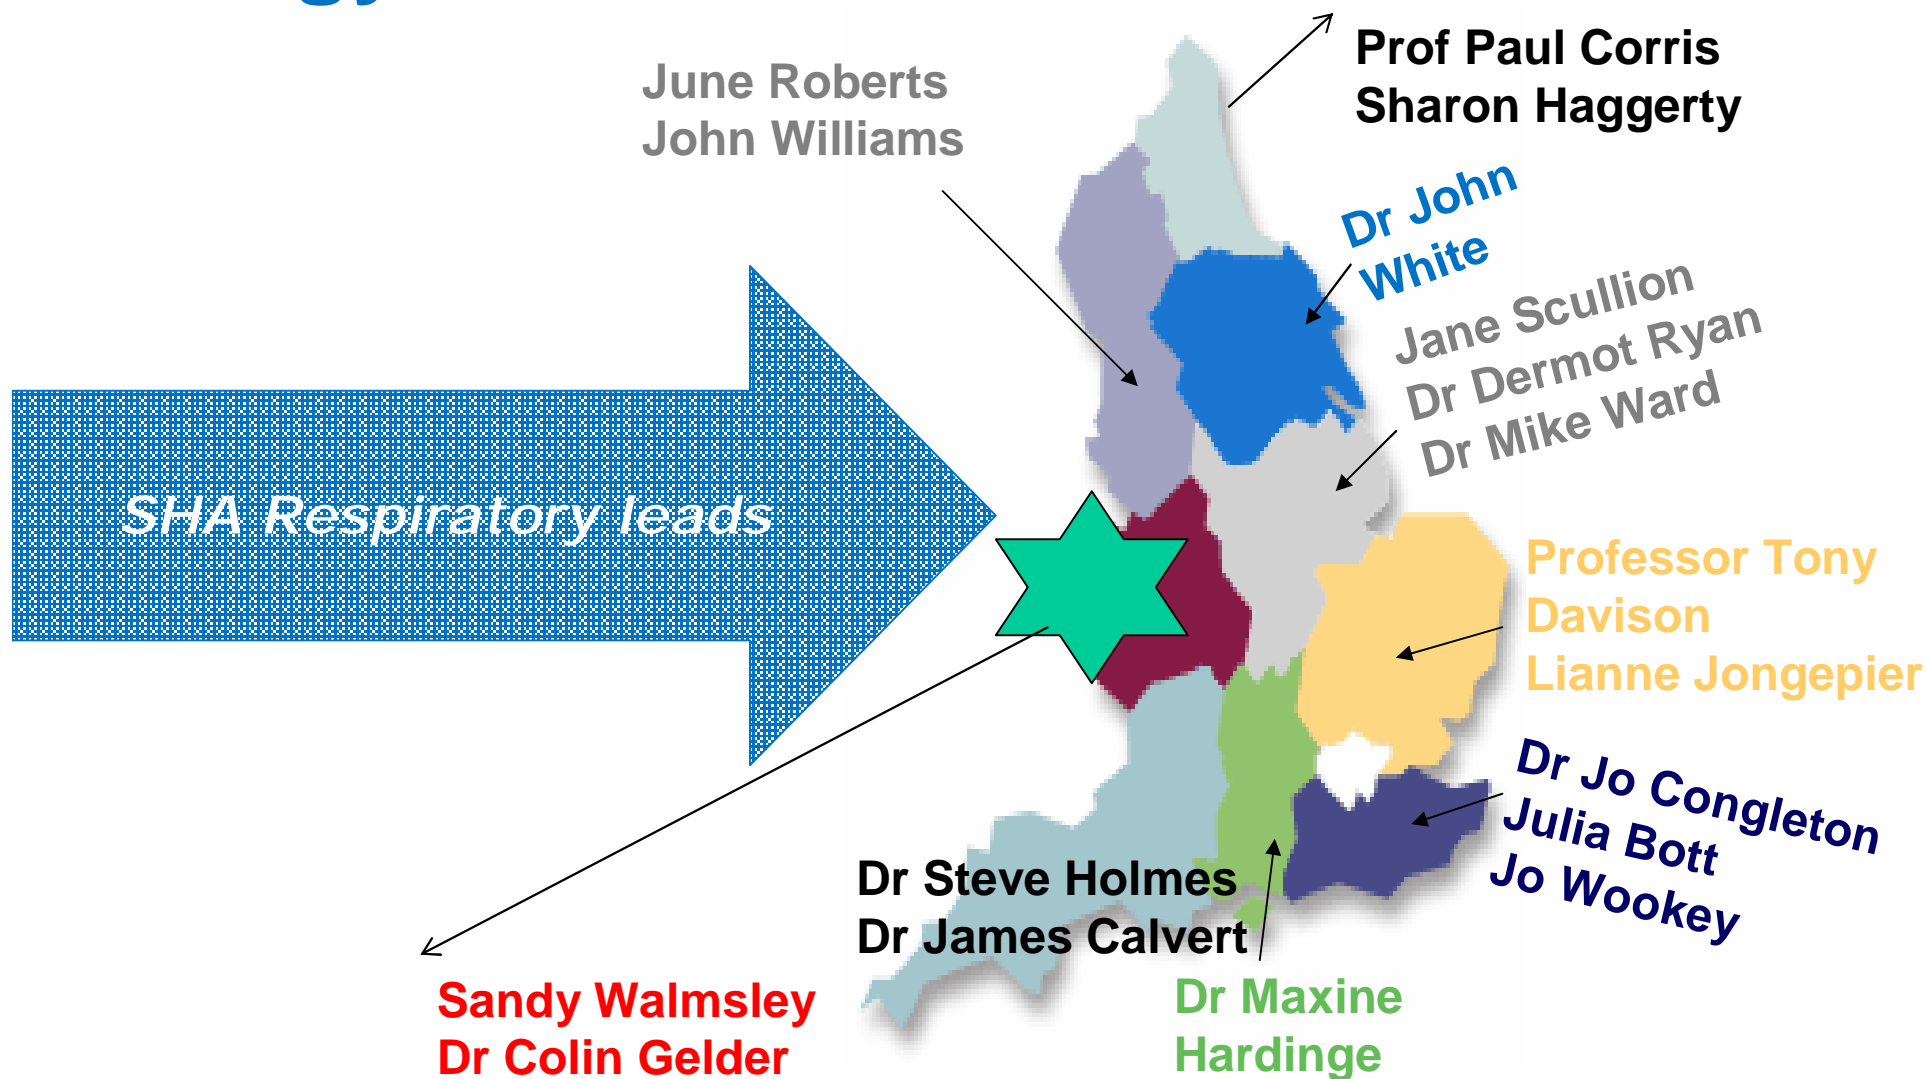 June Roberts
John Williams
Prof Paul Corris
Sharon Haggerty
Dr John
White
Jane Scullion
Dr Dermot Ryan
Dr Mike Ward
SHA Respiratory leads
Professor Tony
Davison
Lianne Jongepier
Dr Jo Congleton
Julia Bott
Jo Wookey
Dr Steve Holmes
Dr James Calvert
Sandy Walmsley
Dr Colin Gelder
Dr Maxine
Hardinge